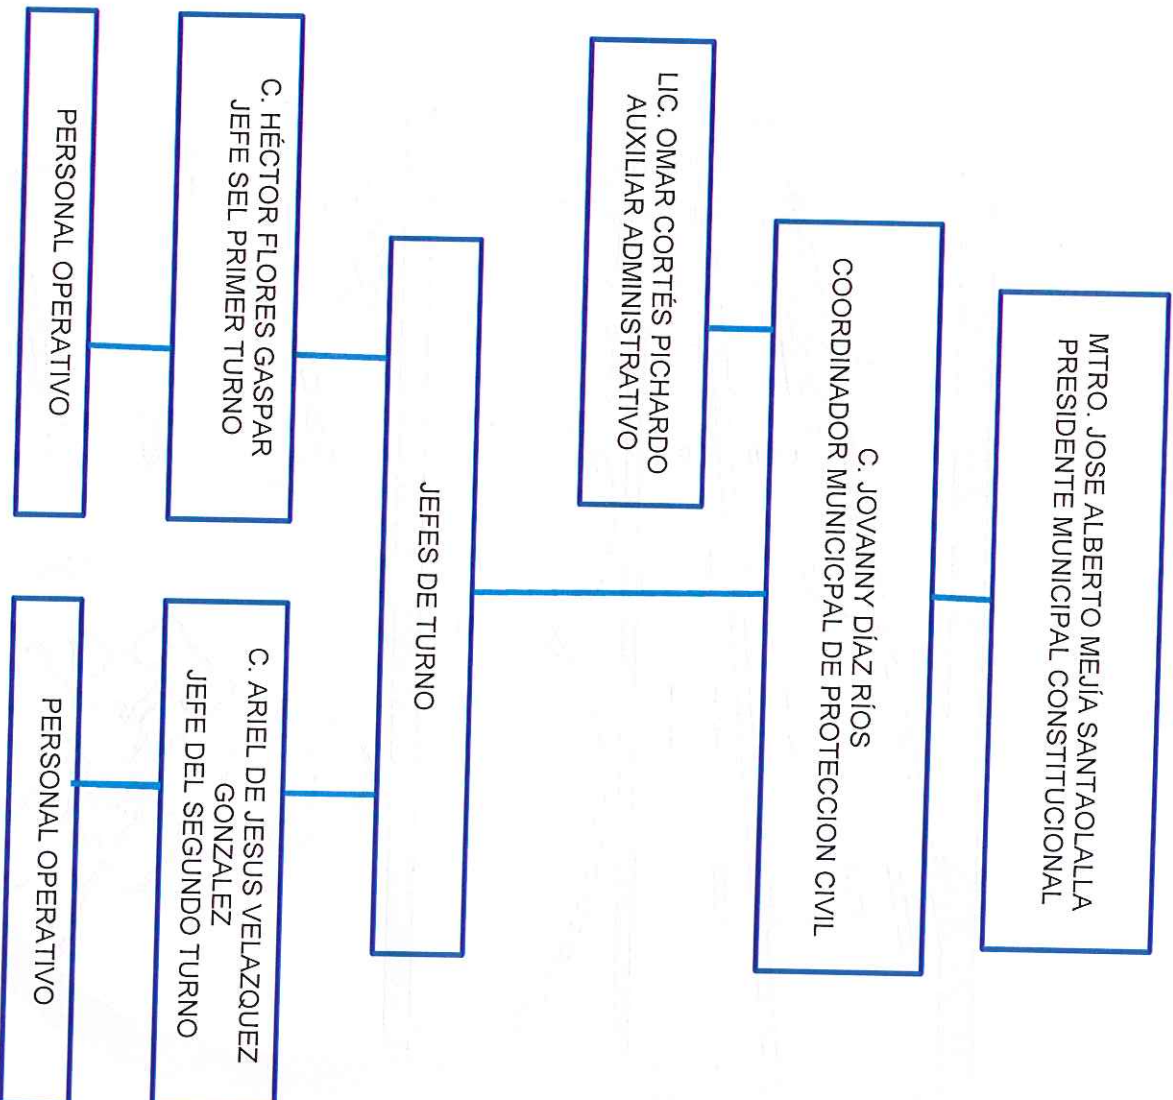 MTRO. JOSE ALBERTO MEJÍA SANTAOLALLA
PRESIDENTE MUNICIPAL CONSTITUCIONAL
C. JOVANNY DÍAZ RÍOS
COORDINADOR MUNICICPAL DE PROTECCION CIVIL
LIC. OMAR CORTÉS PICHARDO
AUXILIAR ADMINISTRATIVO
JEFES DE TURNO
C. HÉCTOR FLORES GASPAR
JEFE SEL PRIMER TURNO
C. ARIEL DE JESUS VELAZQUEZ
GONZALEZ
JEFE DEL SEGUNDO TURNO
PERSONAL OPERATIVO
PERSONAL OPERATIVO